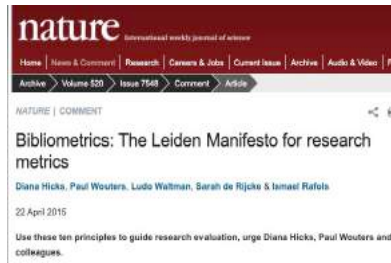 nature International weekly journal of science
Home | News & Comment | Research | Careers & Jobs | Current Issue | Archive | Audio & Video |
Archive Volume 520 Issue 7548 Comment Article
NATURE | COMMENT
Bibliometrics: The Leiden Manifesto for research
metrics
Diana Hicks, Paul Wouters, Ludo Waltman, Sarah de Rijcke & Ismael Rafols
22 April 2015
Use these ten principles to guide research evaluation, urge Diana Hicks, Paul Wouters and
colleagues.